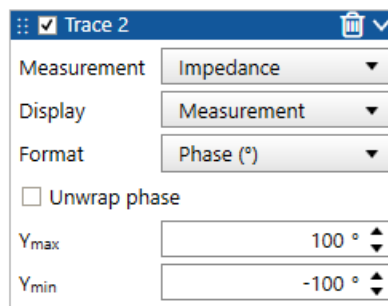 Trace 2
Measurement Impedance
Display Measurement
Format Phase (°)
Unwrap phase
Ymax 100 °
Ymin -100 °